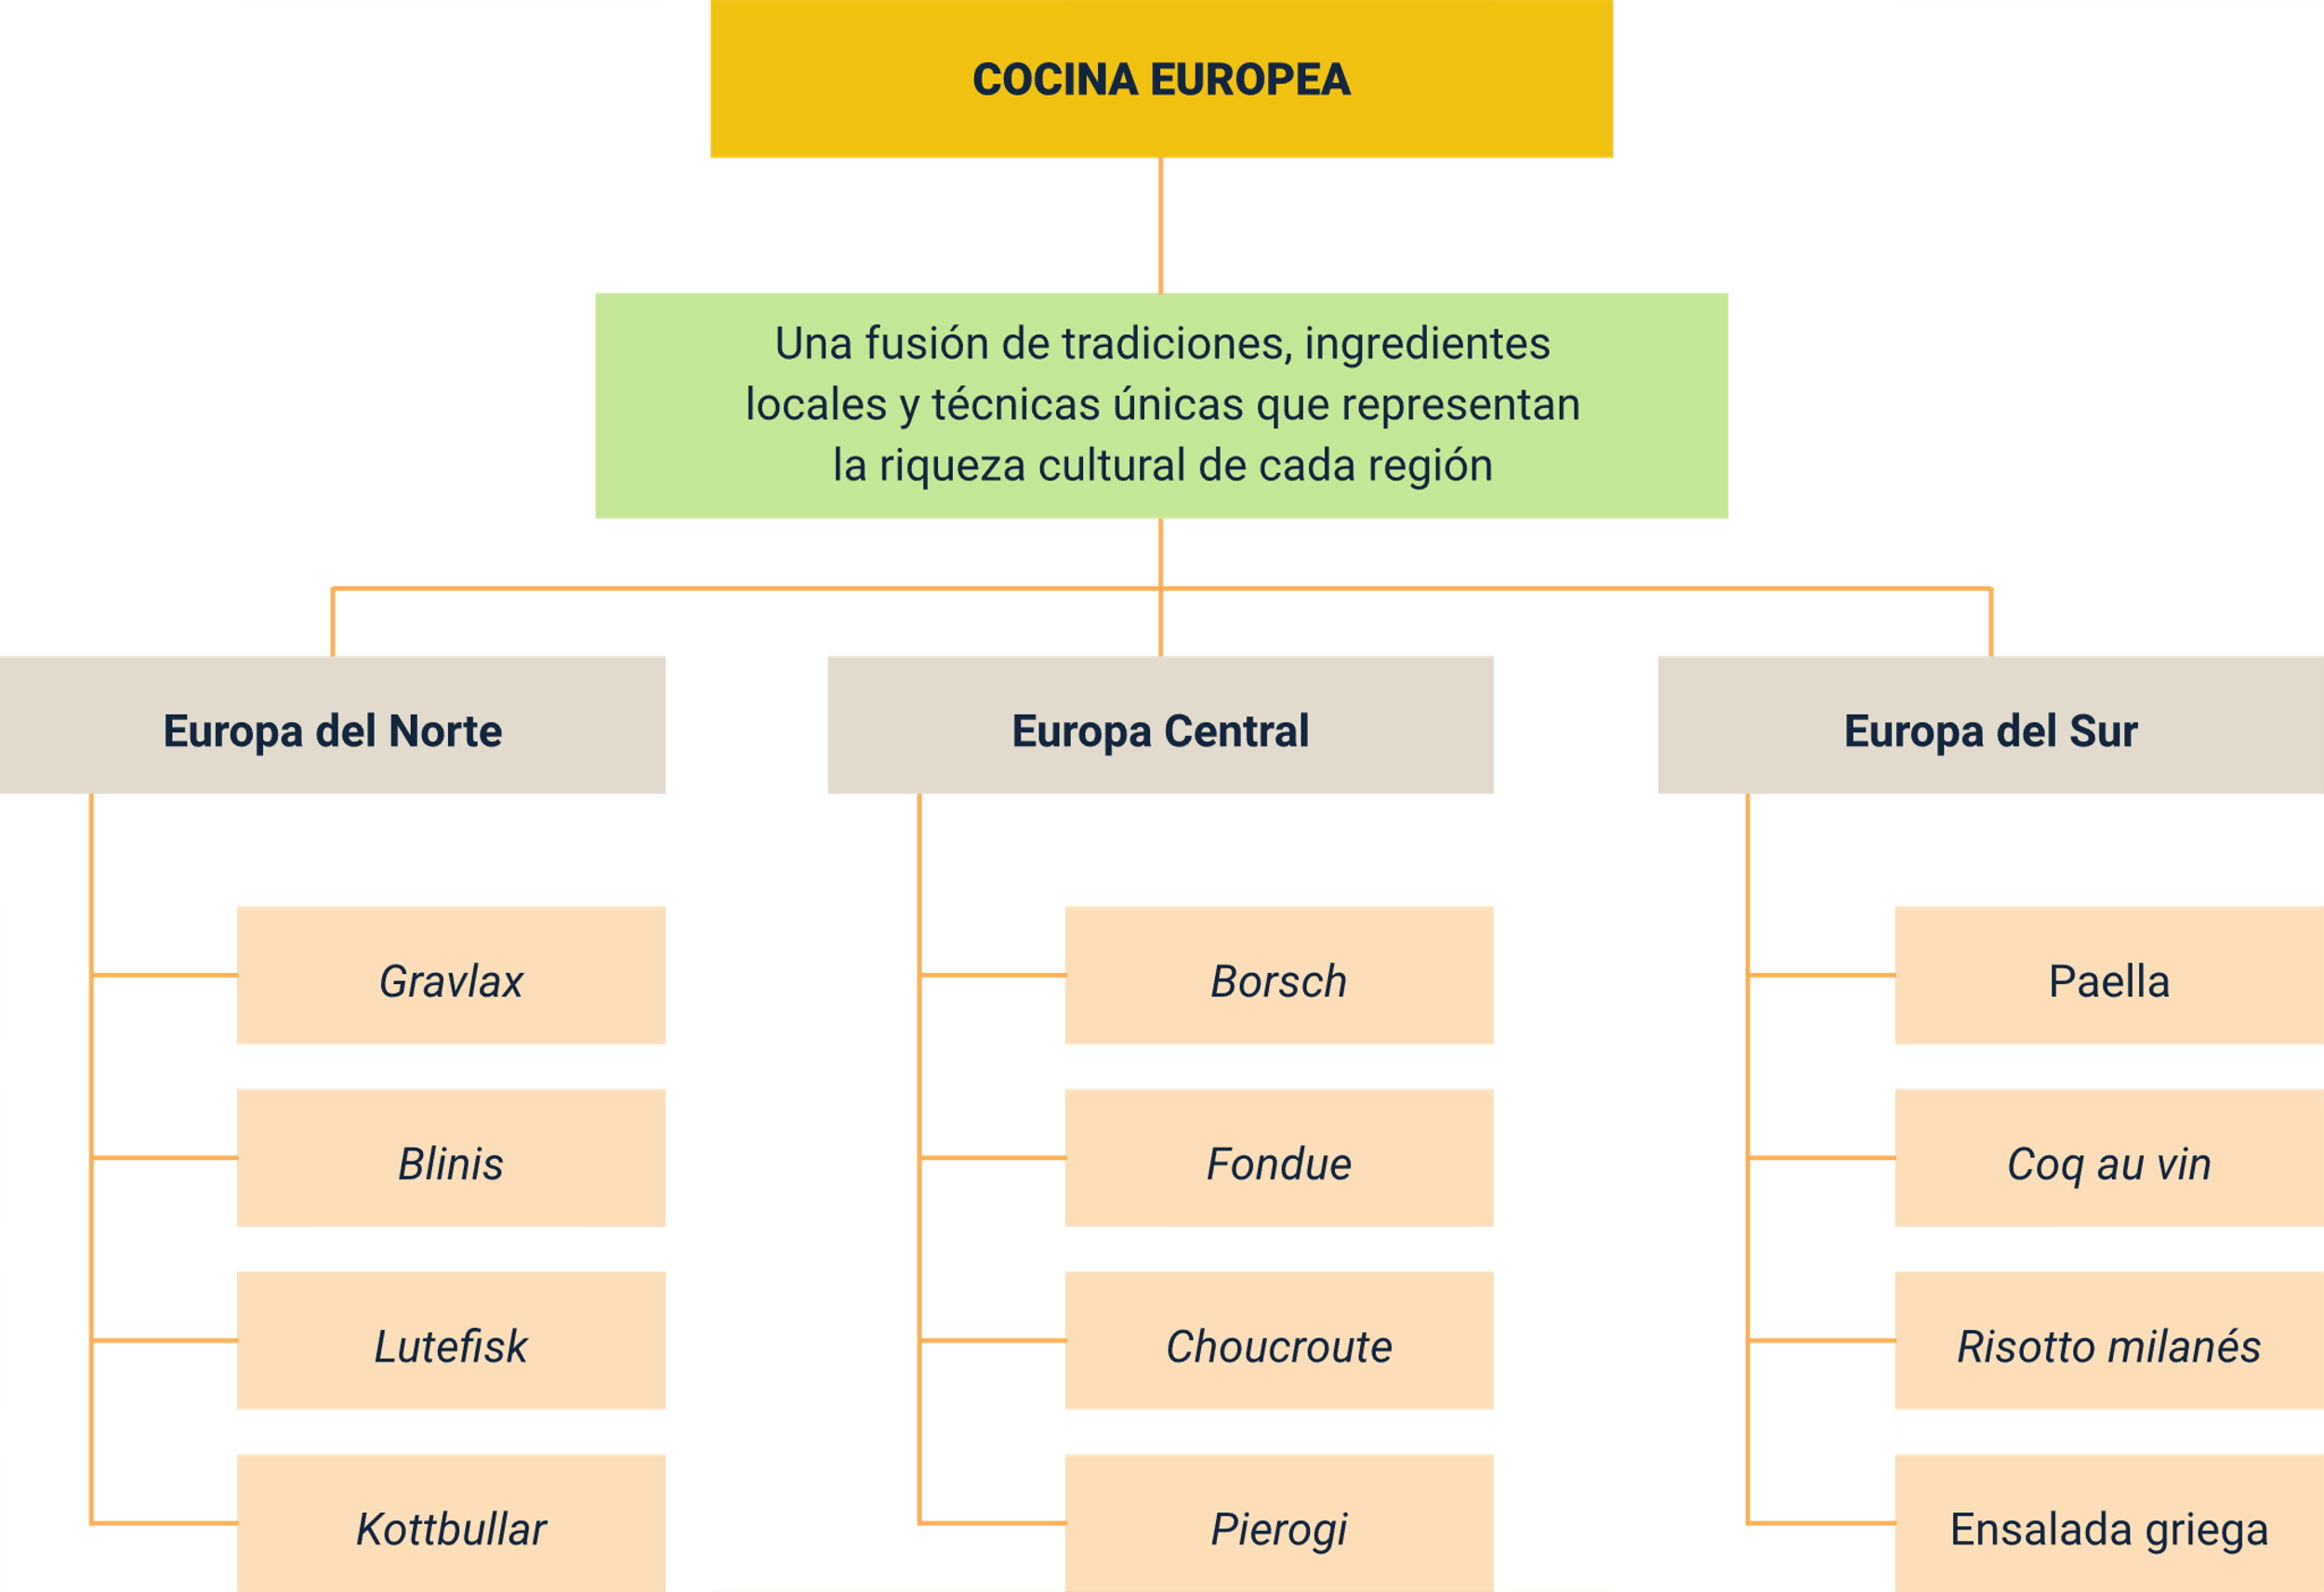 COCINA EUROPEA
Una fusión de tradiciones, ingredientes
locales y técnicas únicas que representan
la riqueza cultural de cada región
Europa del Norte
Gravlax
Blinis
Lutefisk
Kottbullar
Europa Central
Borsch
Fondue
Choucroute
Pierogi
Europa del Sur
Paella
Coq au vin
Risotto milanés
Ensalada griega